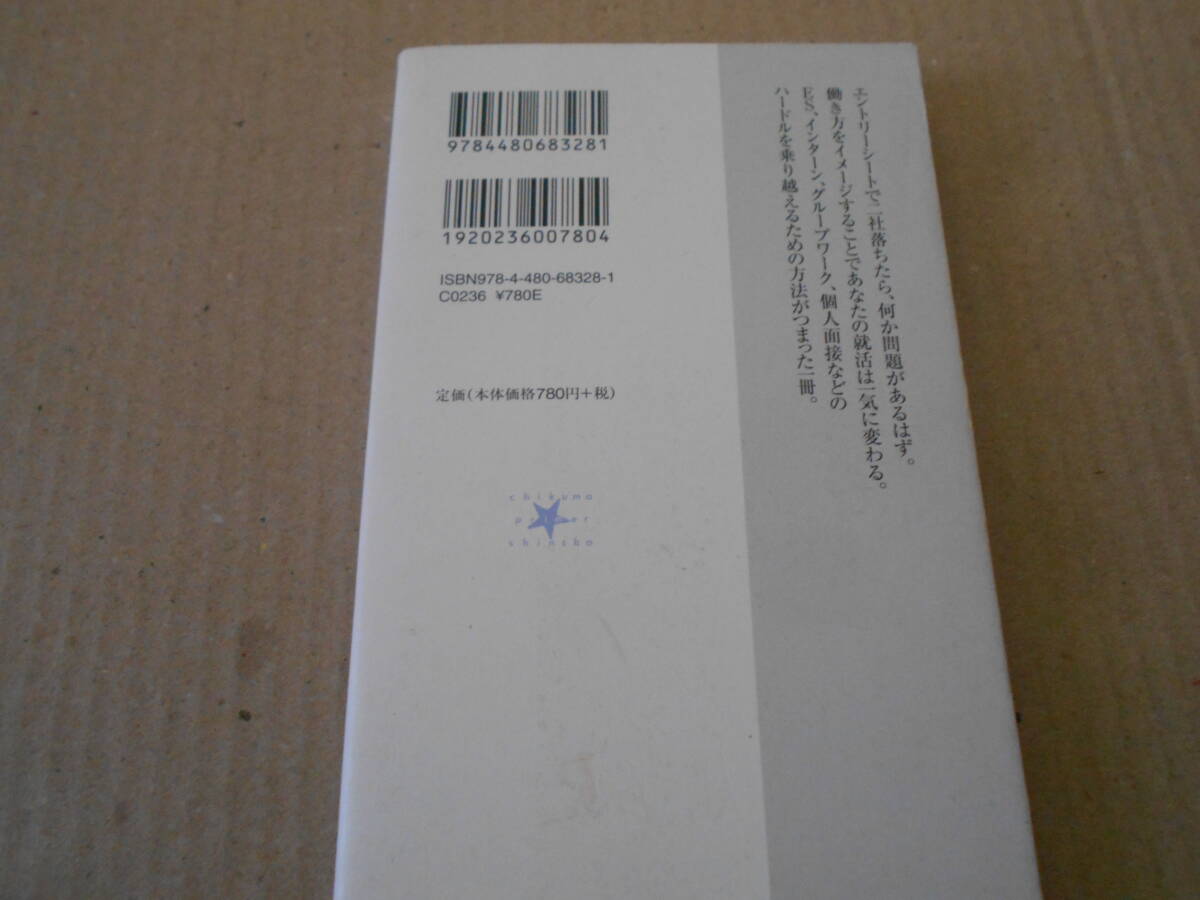 エントリーシートで二社落ちたら、何か問題があるはず。
働き方をイメージすることであなたの就活は一気に変わる。
ES、インターン、グループワーク、個人面接などの
ハードルを乗り越えるための方法がつまった一冊。
9784480683281
1920236007804
ISBN978-4-480-68328-1
C0236 ¥780E
定価(本体価格780円+税)
chikuma
primer
shinsho